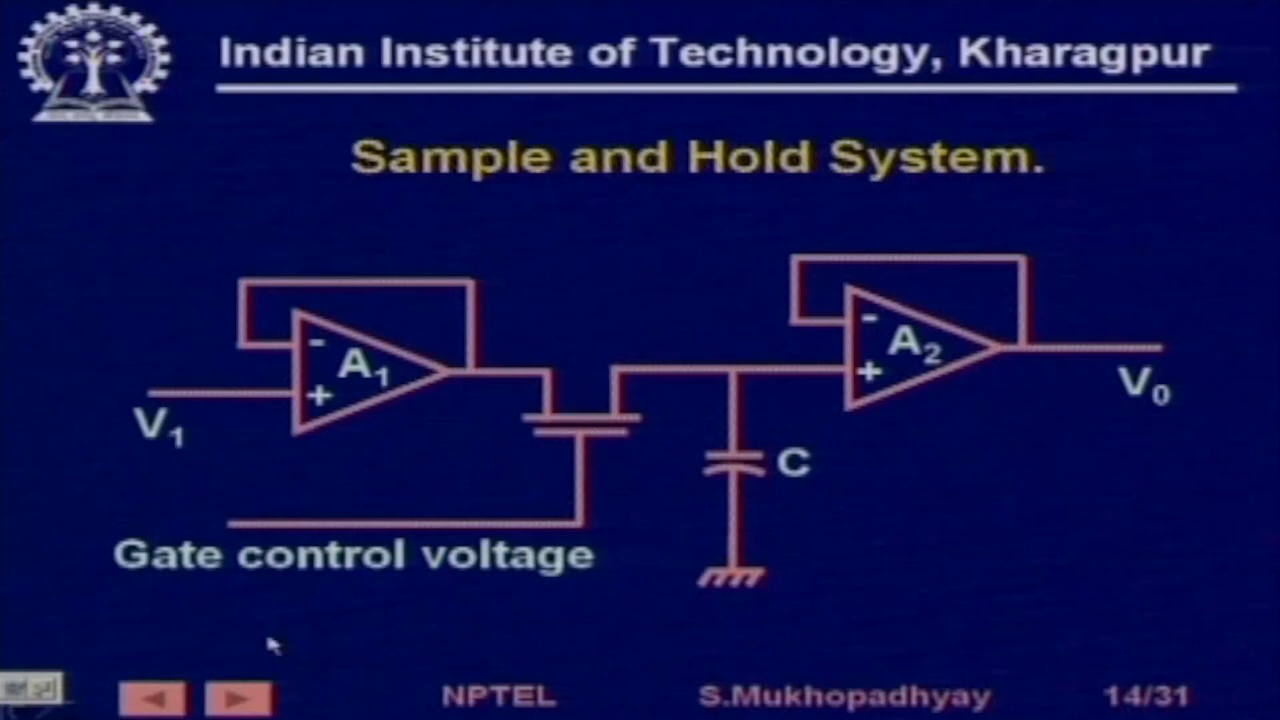 Indian Institute of Technology, Kharagpur
Sample and Hold System.
- A1 +
V1
- A2 +
V0
C
Gate control voltage
NPTEL S.Mukhopadhyay 14/31